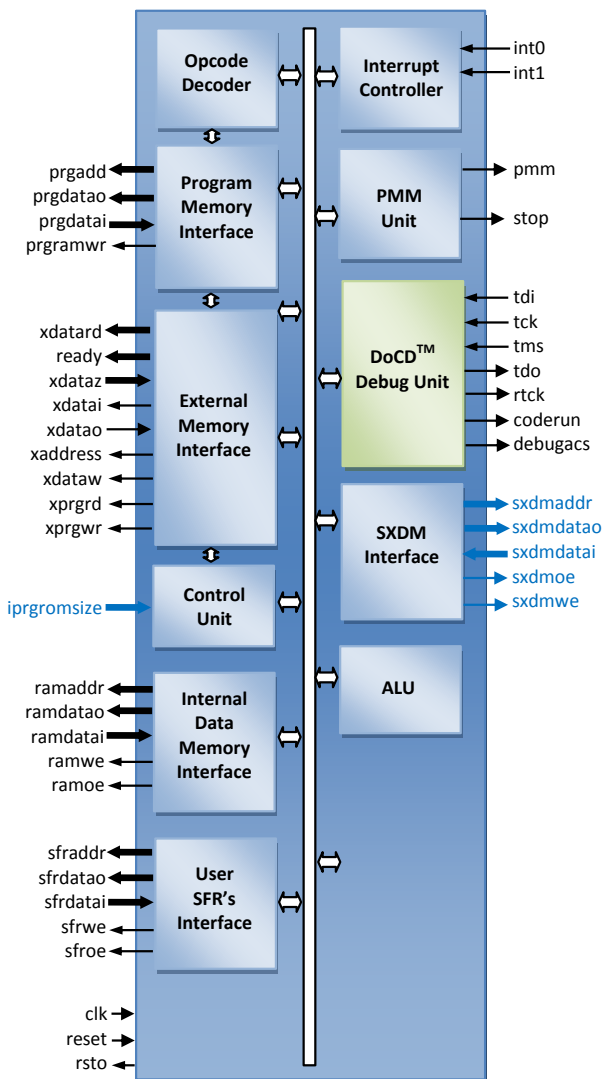 Opcode
Decoder
Interrupt
Controller
int0
int1
prgadd
prgdatao
prgdatai
prgramwr
Program
Memory
Interface
PMM
Unit
pmm
stop
xdatard
ready
xdataz
xdatai
xdatao
xaddress
xdataw
xprgrd
xprgwr
External
Memory
Interface
DoCD™
Debug Unit
tdi
tck
tms
tdo
rtck
coderun
debugacs
SXDM
Interface
sxdmaddr
sxdmdatao
sxdmdatai
sxdmoe
sxdmwe
iprgromsize
Control
Unit
ALU
ramaddr
ramdatao
ramdatai
ramwe
ramoe
Internal
Data
Memory
Interface
sfraddr
sfrdatao
sfrdatai
sfrwe
sfroe
User
SFR's
Interface
clk
reset
rsto